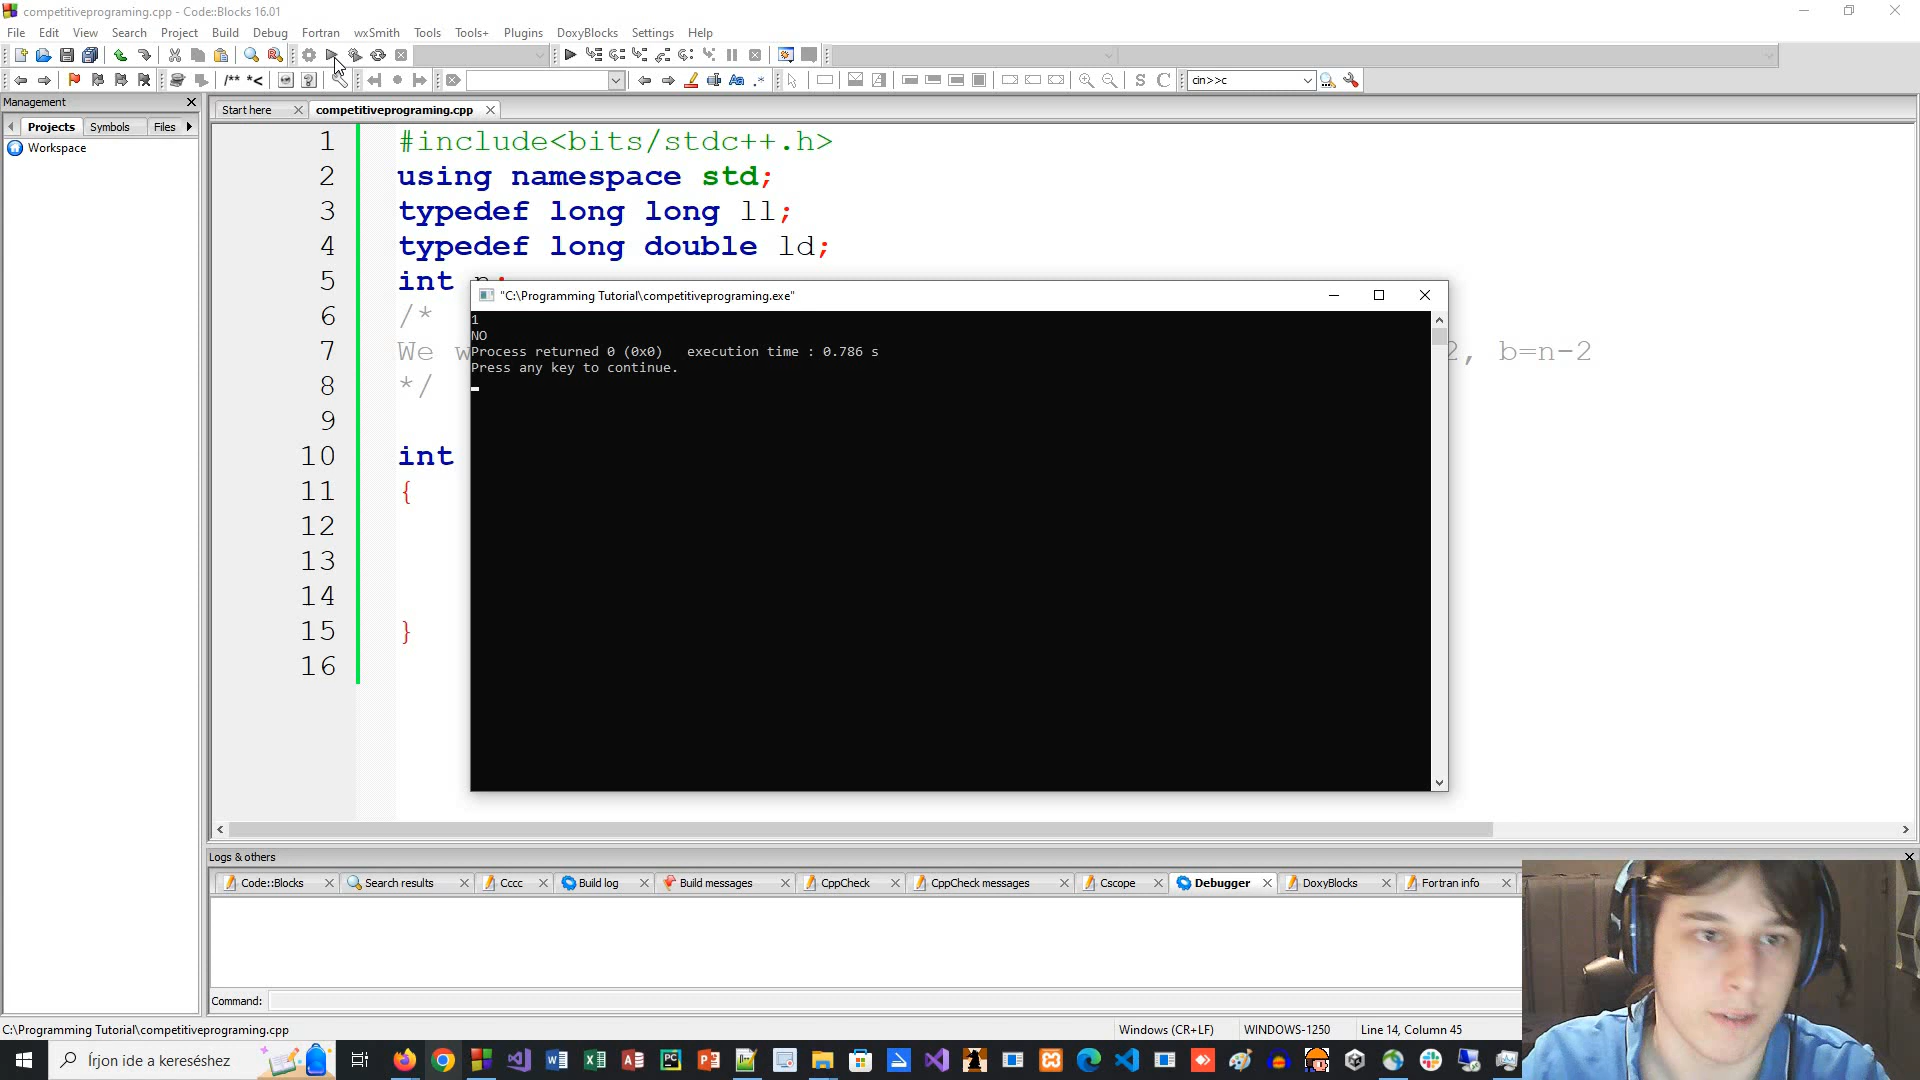 competitiveprograming.cpp - Code::Blocks 16.01
File Edit View Search Project Build Debug Fortran wxSmith Tools Tools+ Plugins DoxyBlocks Settings Help
/** *< Aa .* S C cin>>c
Management
Start here competitiveprograming.cpp
Projects Symbols Files
Workspace
1 #include<bits/stdc++.h>
2 using namespace std;
3 typedef long long ll;
4 typedef long double ld;
5 int n;
6 /*
7 We 2, b=n-2
8 */
9
10 int
11 {
12
13
14
15 }
16
"C:\Programming Tutorial\competitiveprograming.exe"
1
NO
Process returned 0 (0x0)   execution time : 0.786 s
Press any key to continue.
Logs & others
Code::Blocks Search results Cccc Build log Build messages CppCheck CppCheck messages Cscope Debugger DoxyBlocks Fortran info
Command:
C:\Programming Tutorial\competitiveprograming.cpp Windows (CR+LF) WINDOWS-1250 Line 14, Column 45
Írjon ide a kereséshez